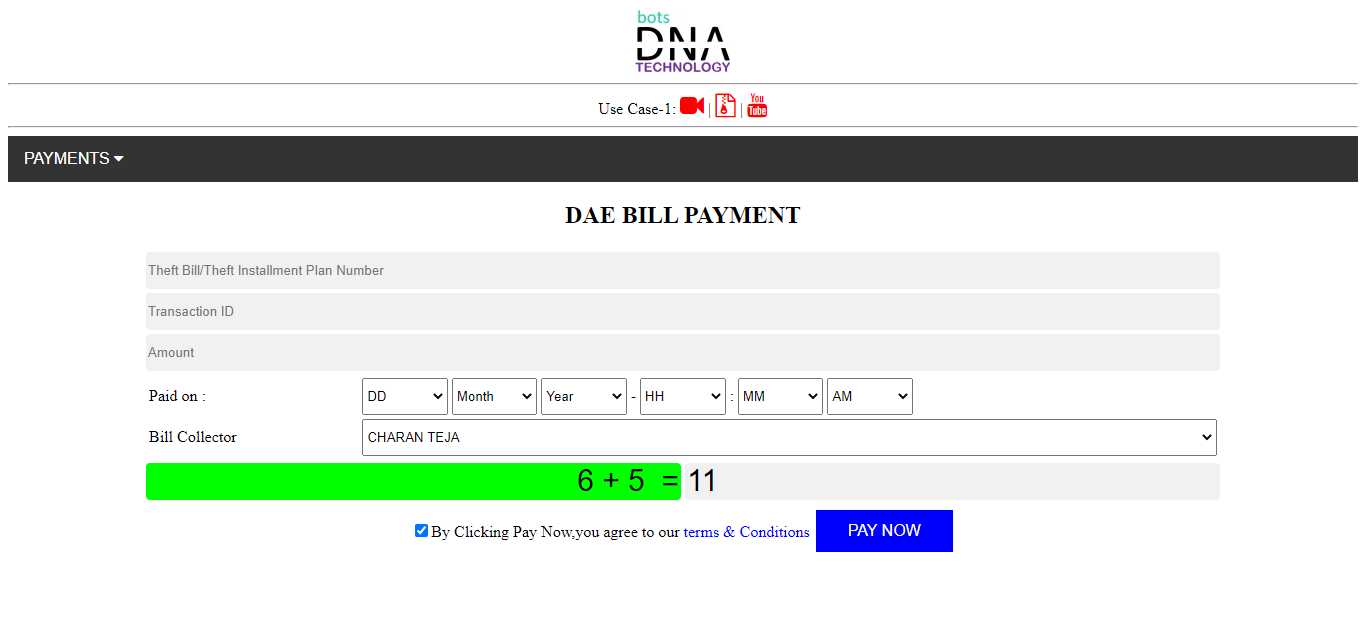 bots
DNA
TECHNOLOGY
Use Case-1: | | You Tube
PAYMENTS
DAE BILL PAYMENT
Theft Bill/Theft Installment Plan Number
Transaction ID
Amount
Paid on : DD Month Year - HH : MM AM
Bill Collector CHARAN TEJA
6 + 5 = 11
By Clicking Pay Now,you agree to our terms & Conditions PAY NOW